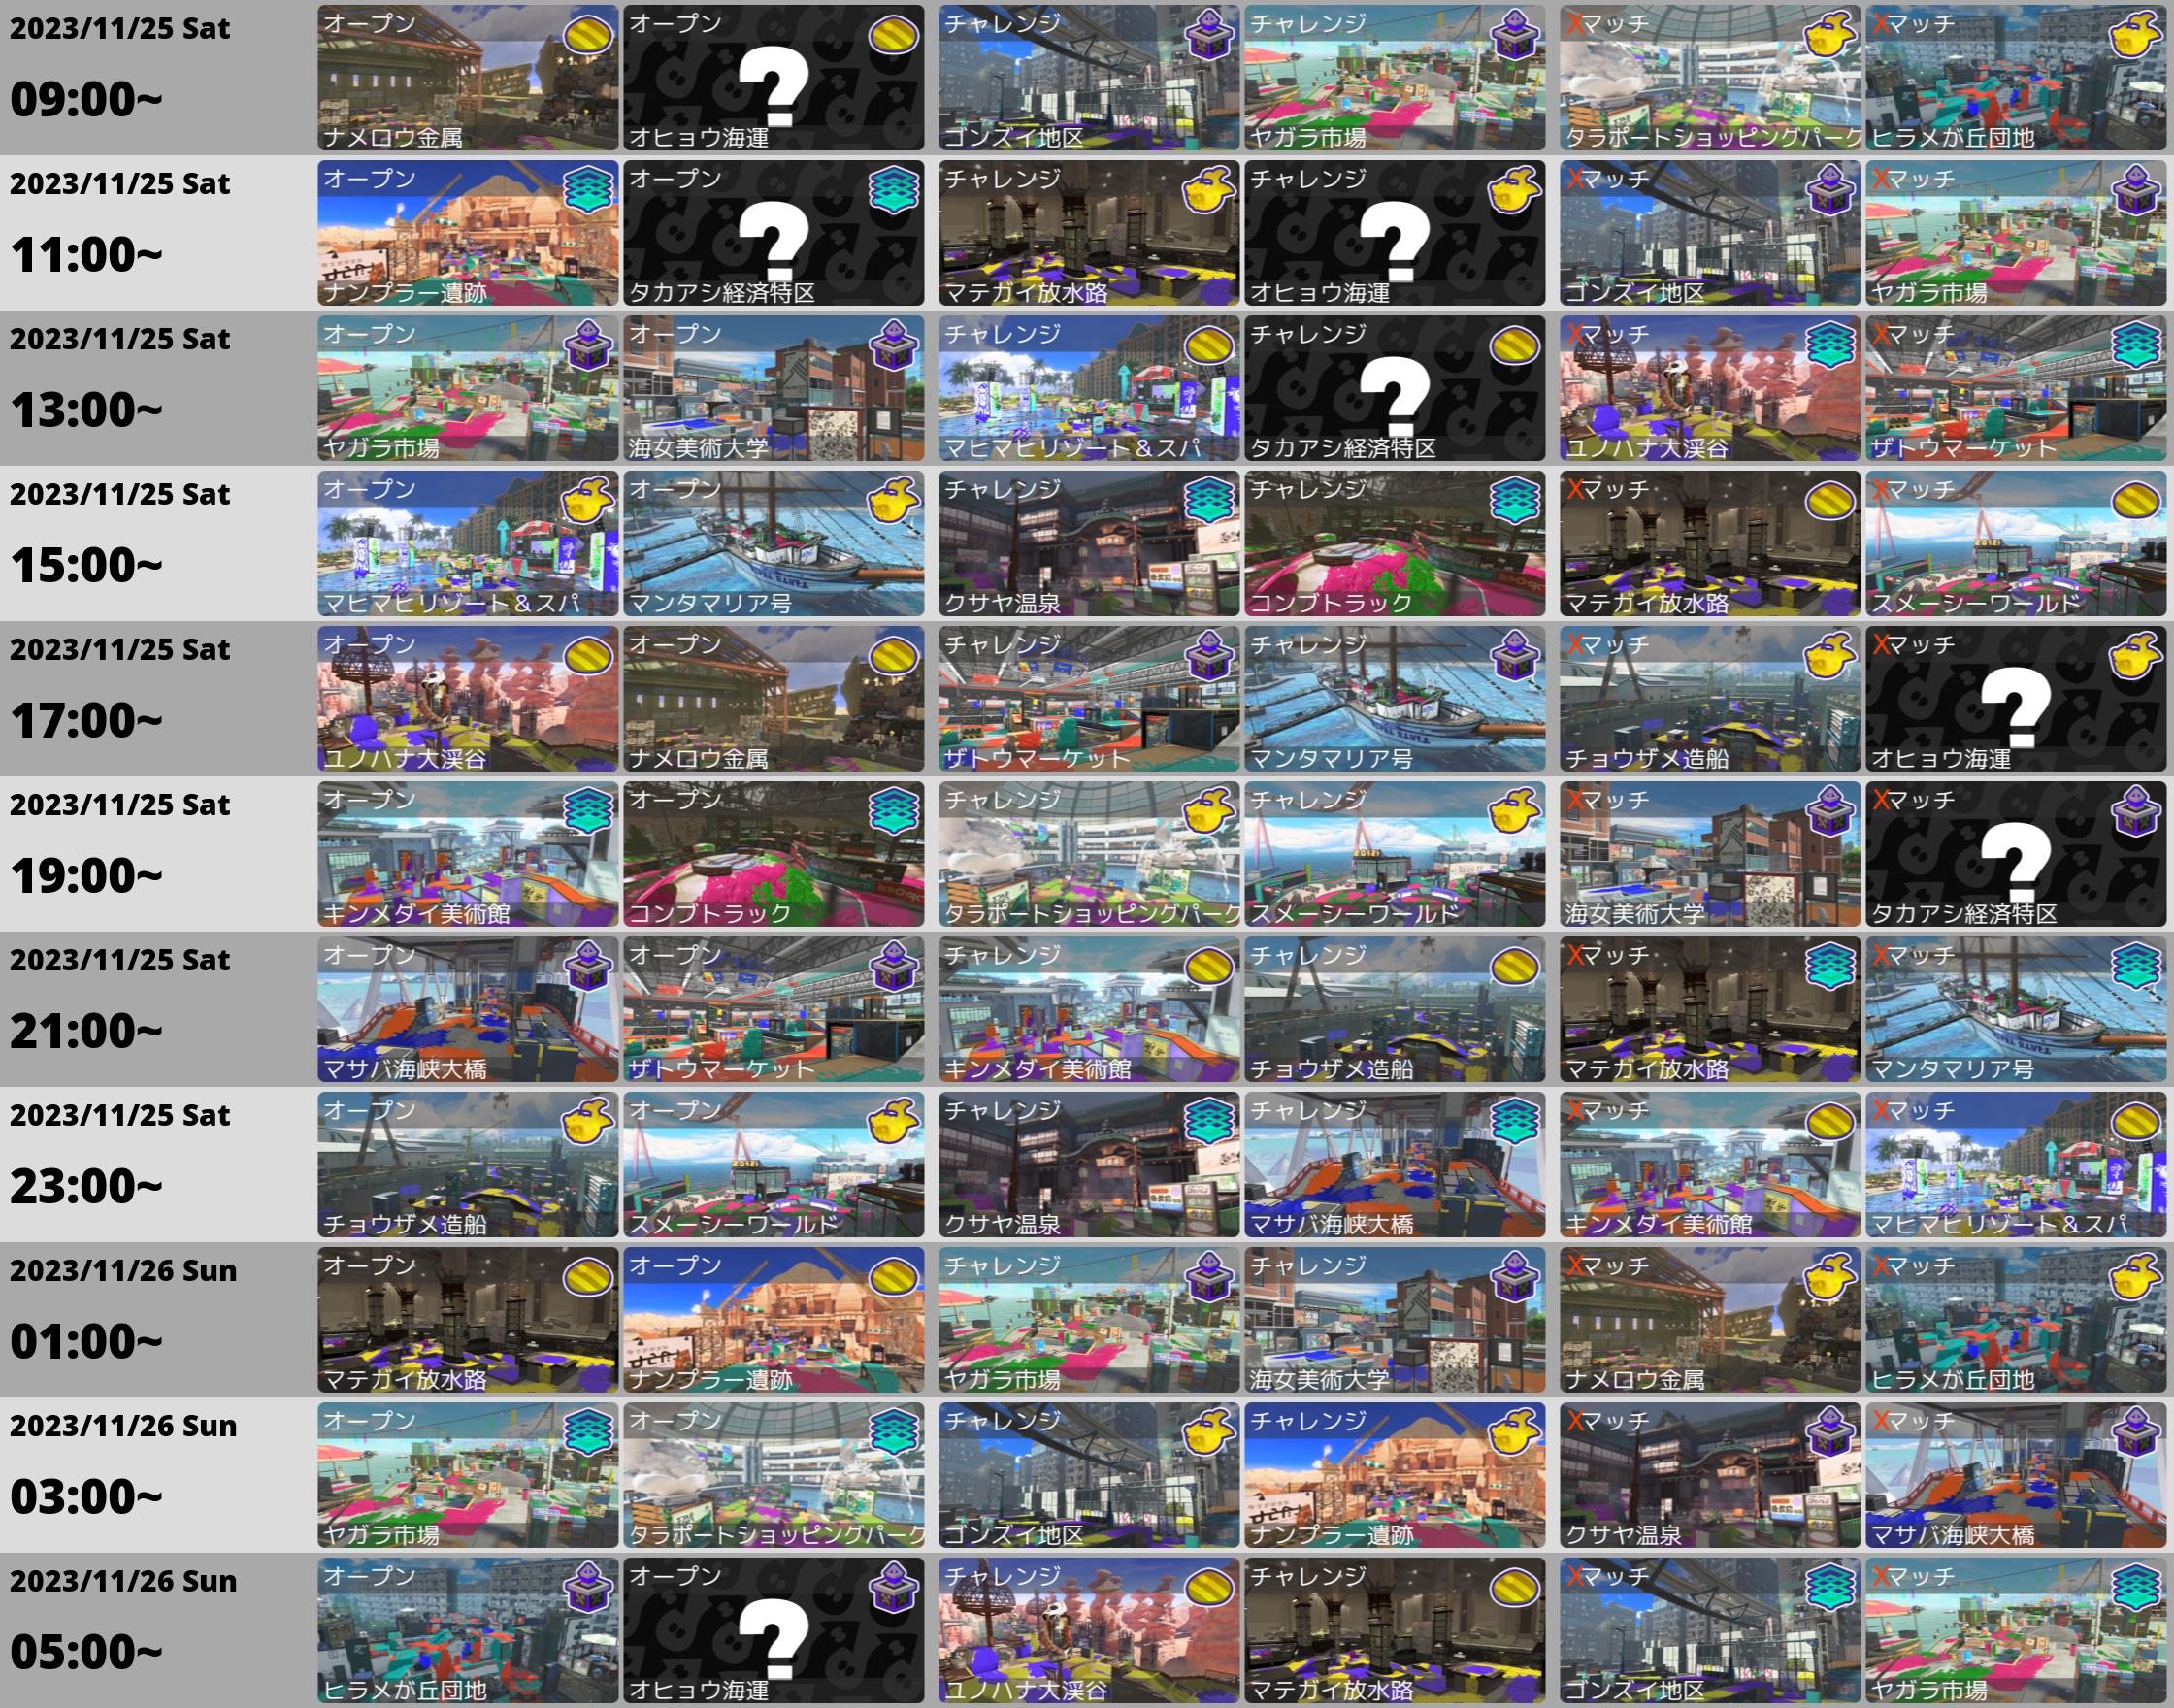 2023/11/25 Sat
09:00~
オープン オープン チャレンジ チャレンジ Xマッチ Xマッチ
ナメロウ金属 オヒョウ海運 ゴンズイ地区 ヤガラ市場 タラポートショッピングパーク ヒラメが丘団地
2023/11/25 Sat
11:00~
オープン オープン チャレンジ チャレンジ Xマッチ Xマッチ
ナンプラー遺跡 タカアシ経済特区 マテガイ放水路 オヒョウ海運 ゴンズイ地区 ヤガラ市場
2023/11/25 Sat
13:00~
オープン オープン チャレンジ チャレンジ Xマッチ Xマッチ
ヤガラ市場 海女美術大学 マヒマヒリゾート＆スパ タカアシ経済特区 ユノハナ大渓谷 ザトウマーケット
2023/11/25 Sat
15:00~
オープン オープン チャレンジ チャレンジ Xマッチ Xマッチ
マヒマヒリゾート＆スパ マンタマリア号 クサヤ温泉 コンブトラック マテガイ放水路 スメーシーワールド
2023/11/25 Sat
17:00~
オープン オープン チャレンジ チャレンジ Xマッチ Xマッチ
ユノハナ大渓谷 ナメロウ金属 ザトウマーケット マンタマリア号 チョウザメ造船 オヒョウ海運
2023/11/25 Sat
19:00~
オープン オープン チャレンジ チャレンジ Xマッチ Xマッチ
キンメダイ美術館 コンブトラック タラポートショッピングパーク スメーシーワールド 海女美術大学 タカアシ経済特区
2023/11/25 Sat
21:00~
オープン オープン チャレンジ チャレンジ Xマッチ Xマッチ
マサバ海峡大橋 ザトウマーケット キンメダイ美術館 チョウザメ造船 マテガイ放水路 マンタマリア号
2023/11/25 Sat
23:00~
オープン オープン チャレンジ チャレンジ Xマッチ Xマッチ
チョウザメ造船 スメーシーワールド クサヤ温泉 マサバ海峡大橋 キンメダイ美術館 マヒマヒリゾート＆スパ
2023/11/26 Sun
01:00~
オープン オープン チャレンジ チャレンジ Xマッチ Xマッチ
マテガイ放水路 ナンプラー遺跡 ヤガラ市場 海女美術大学 ナメロウ金属 ヒラメが丘団地
2023/11/26 Sun
03:00~
オープン オープン チャレンジ チャレンジ Xマッチ Xマッチ
ヤガラ市場 タラポートショッピングパーク ゴンズイ地区 ナンプラー遺跡 クサヤ温泉 マサバ海峡大橋
2023/11/26 Sun
05:00~
オープン オープン チャレンジ チャレンジ Xマッチ Xマッチ
ヒラメが丘団地 オヒョウ海運 ユノハナ大渓谷 マテガイ放水路 ゴンズイ地区 ヤガラ市場